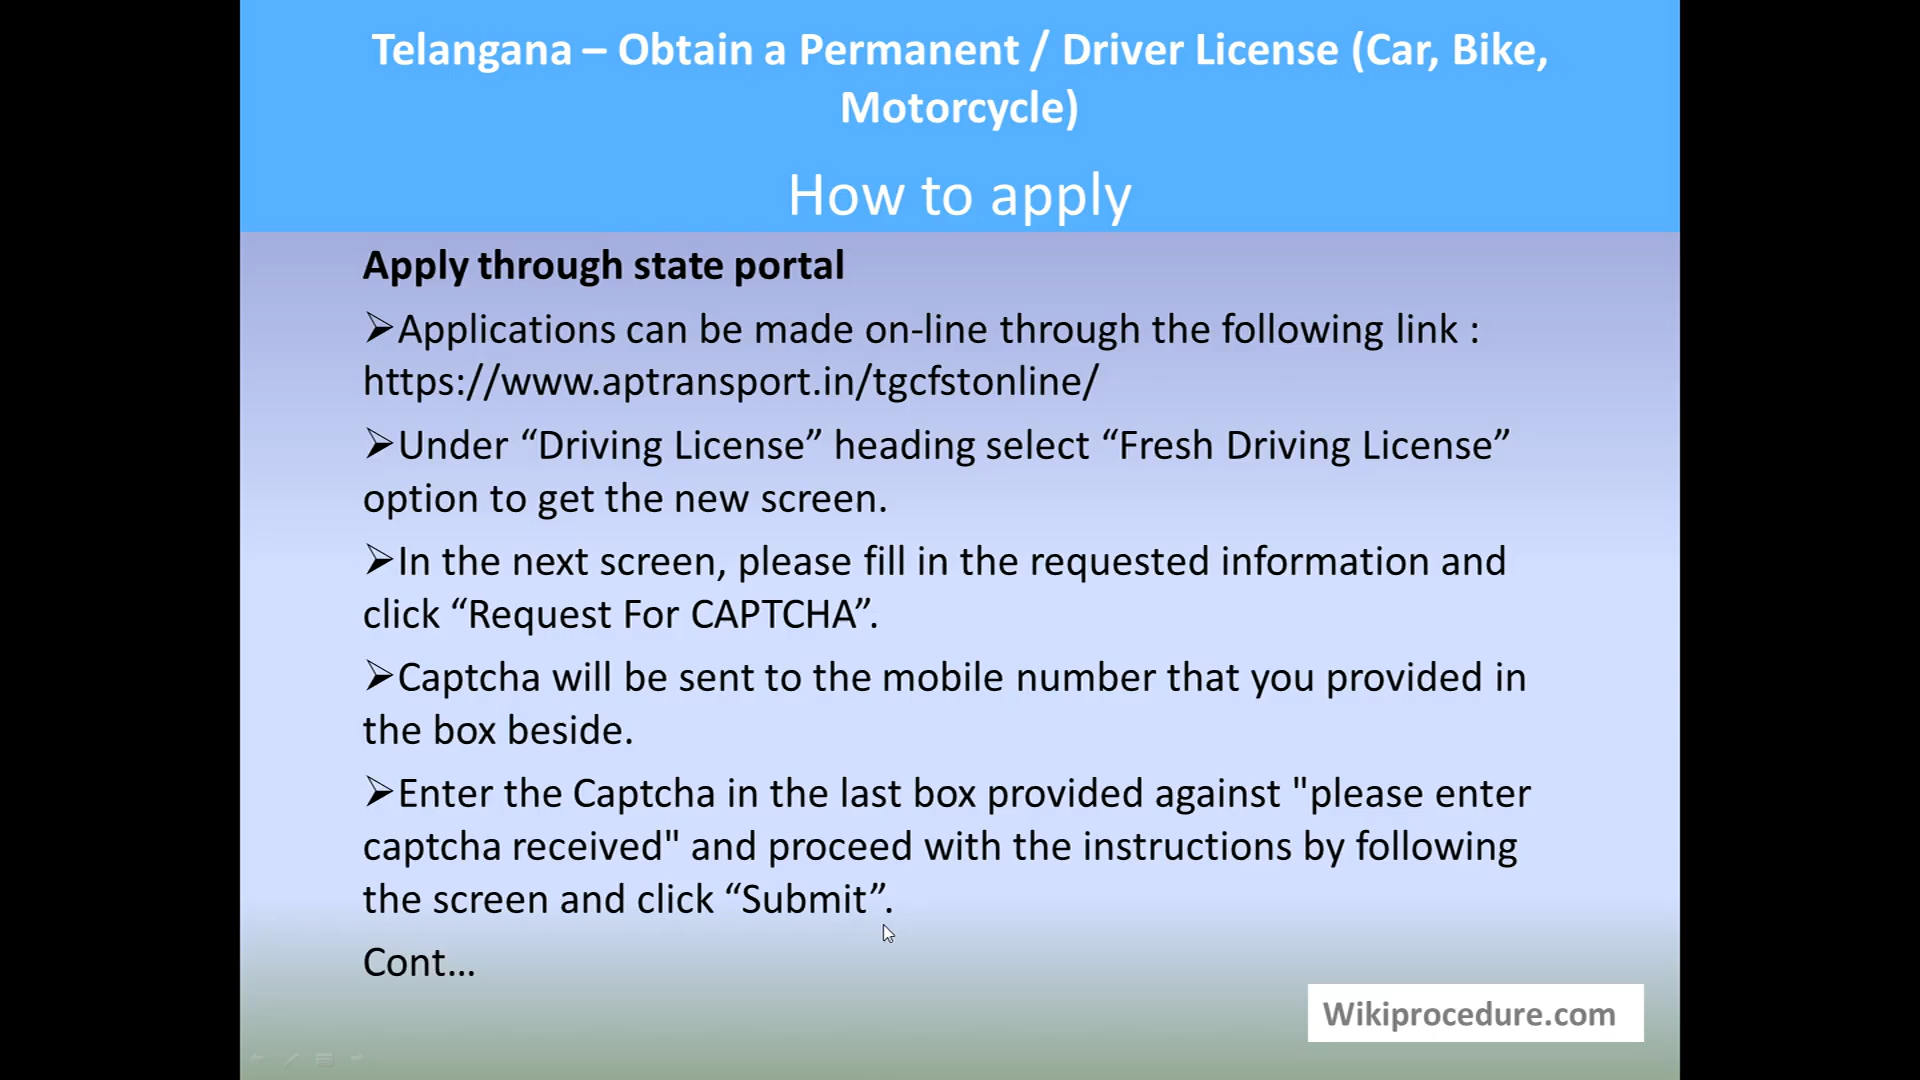 Telangana – Obtain a Permanent / Driver License (Car, Bike,
Motorcycle)
How to apply
Apply through state portal
➢Applications can be made on-line through the following link :
https://www.aptransport.in/tgcfstonline/
➢Under “Driving License” heading select “Fresh Driving License”
option to get the new screen.
➢In the next screen, please fill in the requested information and
click “Request For CAPTCHA”.
➢Captcha will be sent to the mobile number that you provided in
the box beside.
➢Enter the Captcha in the last box provided against "please enter
captcha received" and proceed with the instructions by following
the screen and click “Submit”.
Cont…
Wikiprocedure.com